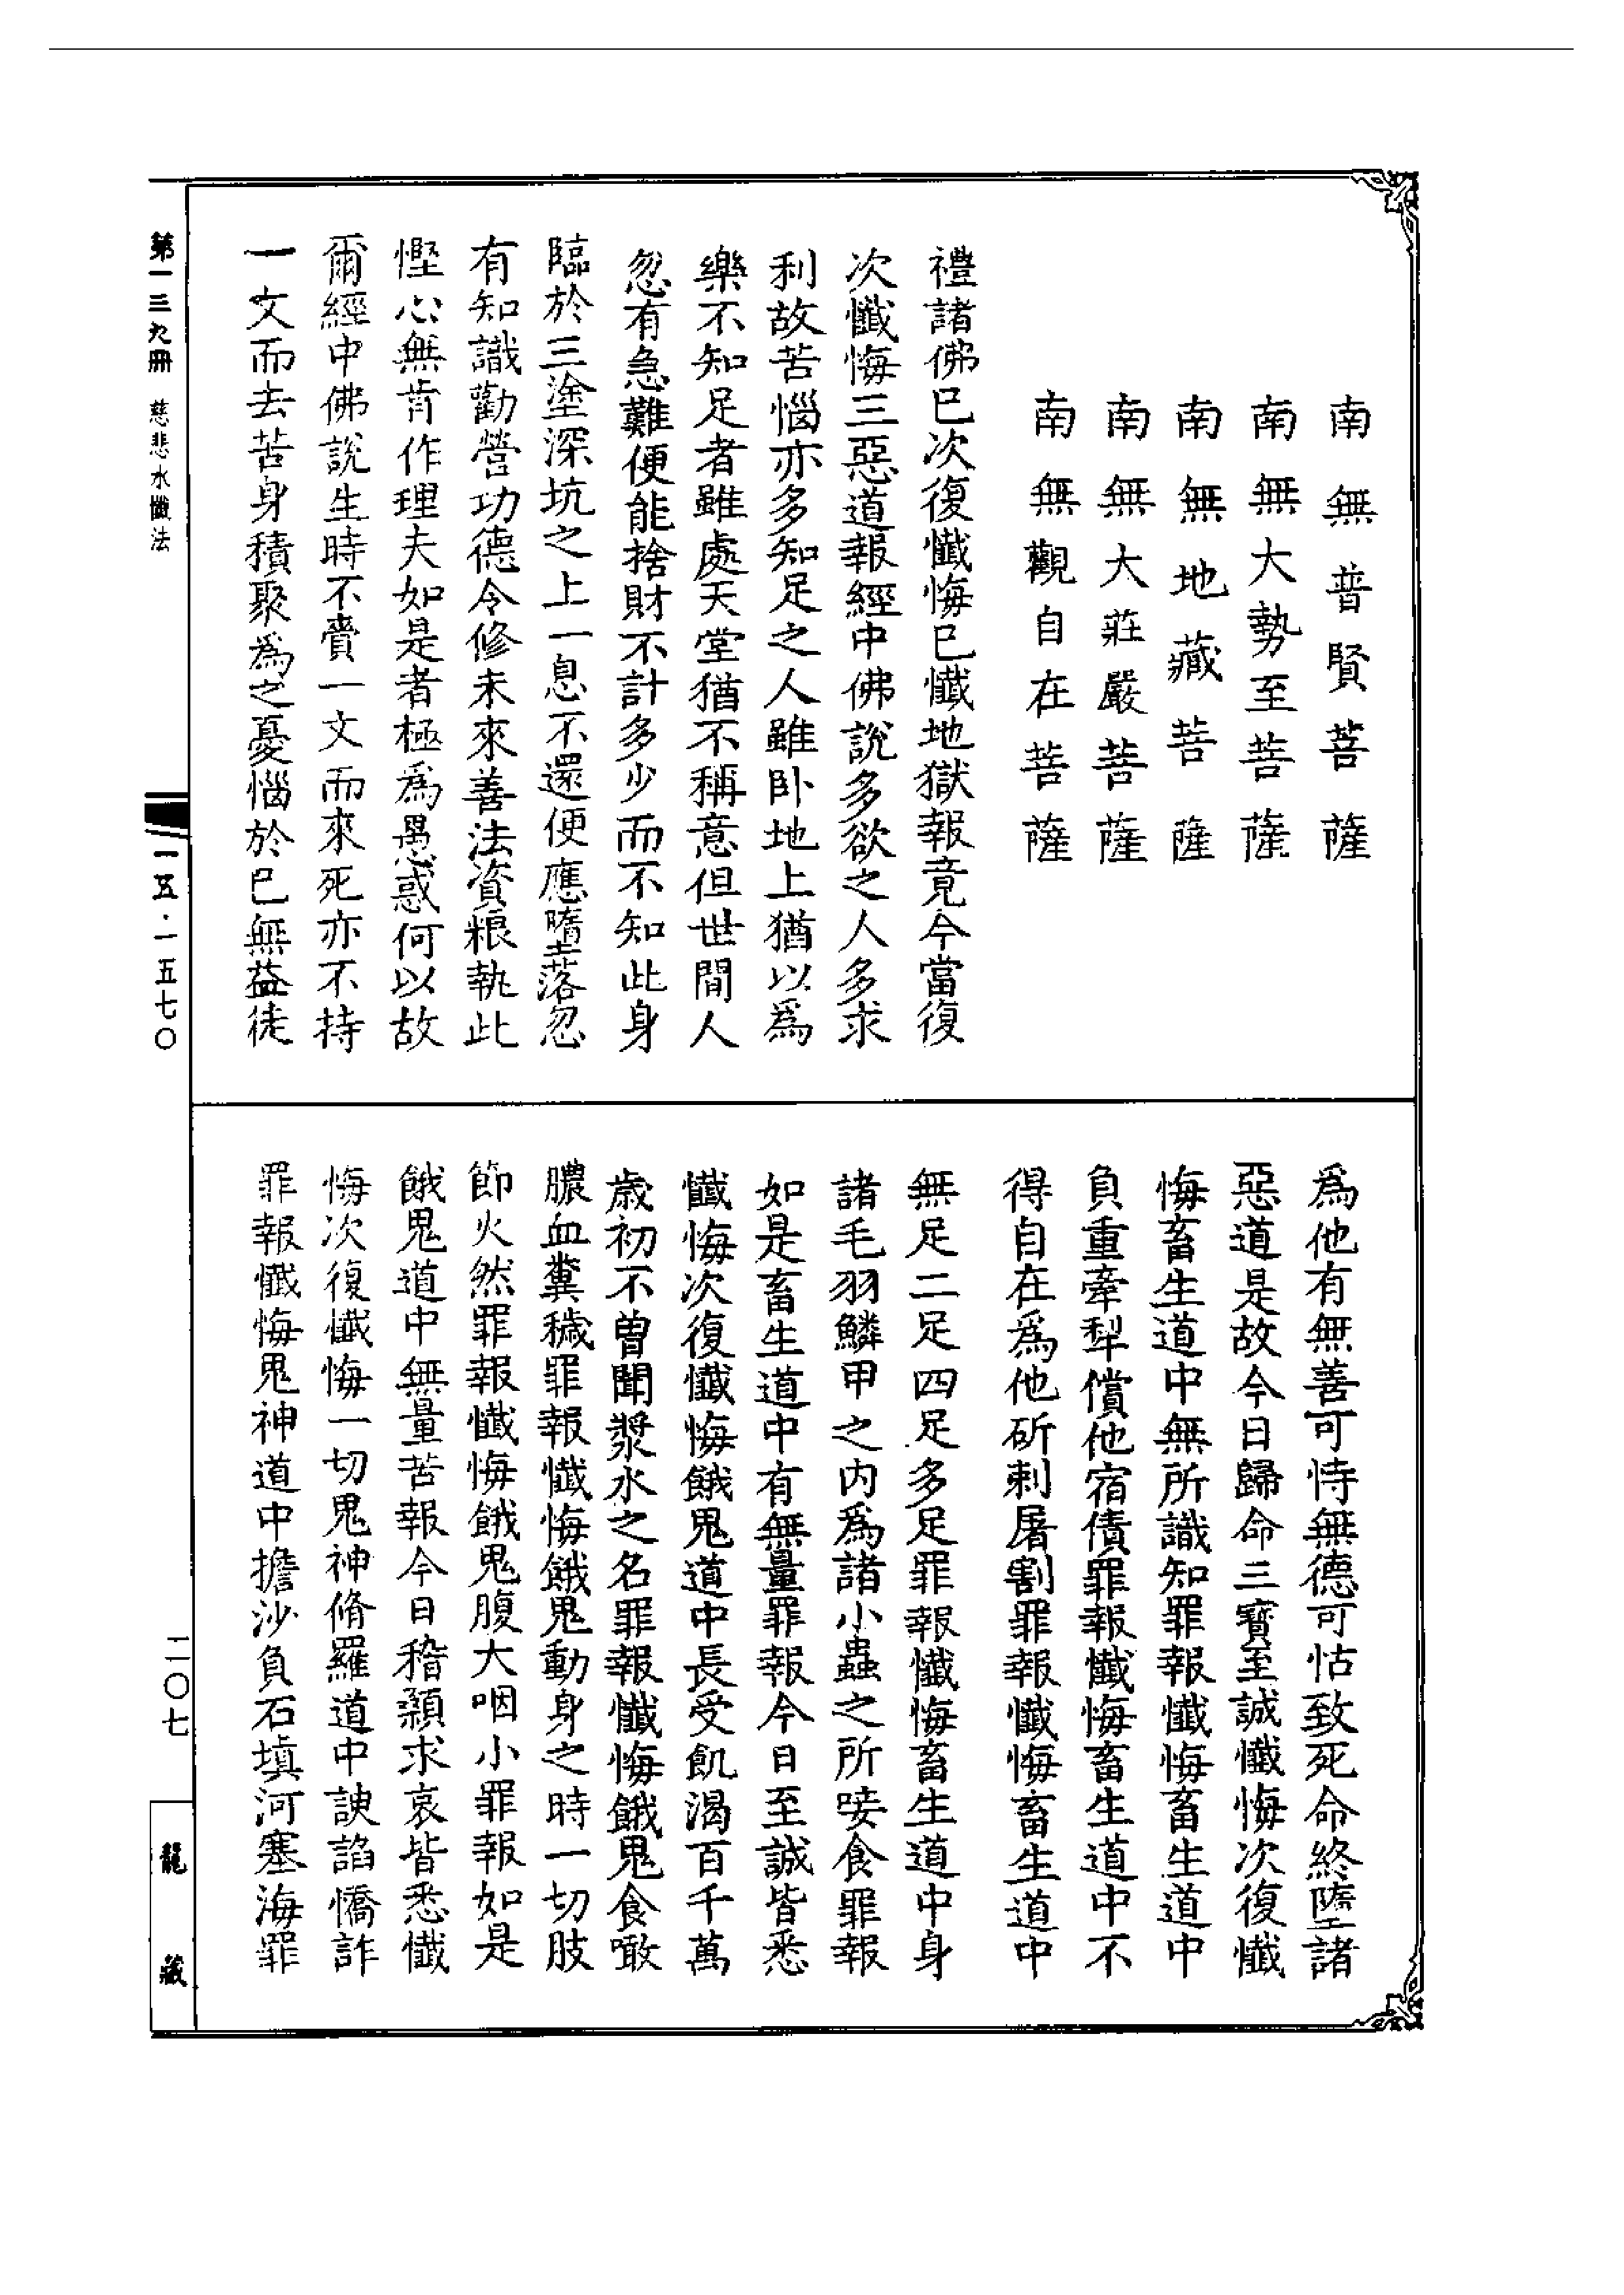 南無普賢菩薩
南無大勢至菩薩
南無地藏菩薩
南無大莊嚴菩薩
南無觀自在菩薩
禮諸佛已次復懺悔已懺地獄報竟今當復
次懺悔三惡道報經中佛說多欲之人多求
利故苦惱亦多知足之人雖卧地上猶以爲
樂不知足者雖處天堂猶不稱意但世間人
忽有急難便能捨財不計多少而不知此身
臨於三塗深坑之上一息不還便應墮落忽
有知識勸營功德令修未來善法資粮執此
慳心無肯作理夫如是者極爲愚惑何以故
爾經中佛說生時不賫一文而來死亦不持
一文而去苦身積聚爲之憂惱於已無益徒
爲他有無善可恃無德可怙致死命終墮諸
惡道是故今日歸命三寶至誠懺悔次復懺
悔畜生道中無所識知罪報懺悔畜生道中
負重牽犁償他宿債罪報懺悔畜生道中不
得自在爲他斫刺屠割罪報懺悔畜生道中
無足二足四足多足罪報懺悔畜生道中身
諸毛羽鱗甲之内爲諸小蟲之所唼食罪報
如是畜生道中有無量罪報今日至誠皆悉
懺悔次復懺悔餓鬼道中長受飢渴百千萬
歲初不曾聞漿水之名罪報懺悔餓鬼食噉
膿血糞穢罪報懺悔餓鬼動身之時一切肢
節火然罪報懺悔餓鬼腹大咽小罪報如是
餓鬼道中無量苦報今日稽顙求哀皆悉懺
悔次復懺悔一切鬼神脩羅道中諛諂憍詐
罪報懺悔鬼神道中擔沙負石填河塞海罪
第一三九冊 慈悲水懺法
一五·一五七〇
二〇七
龍藏